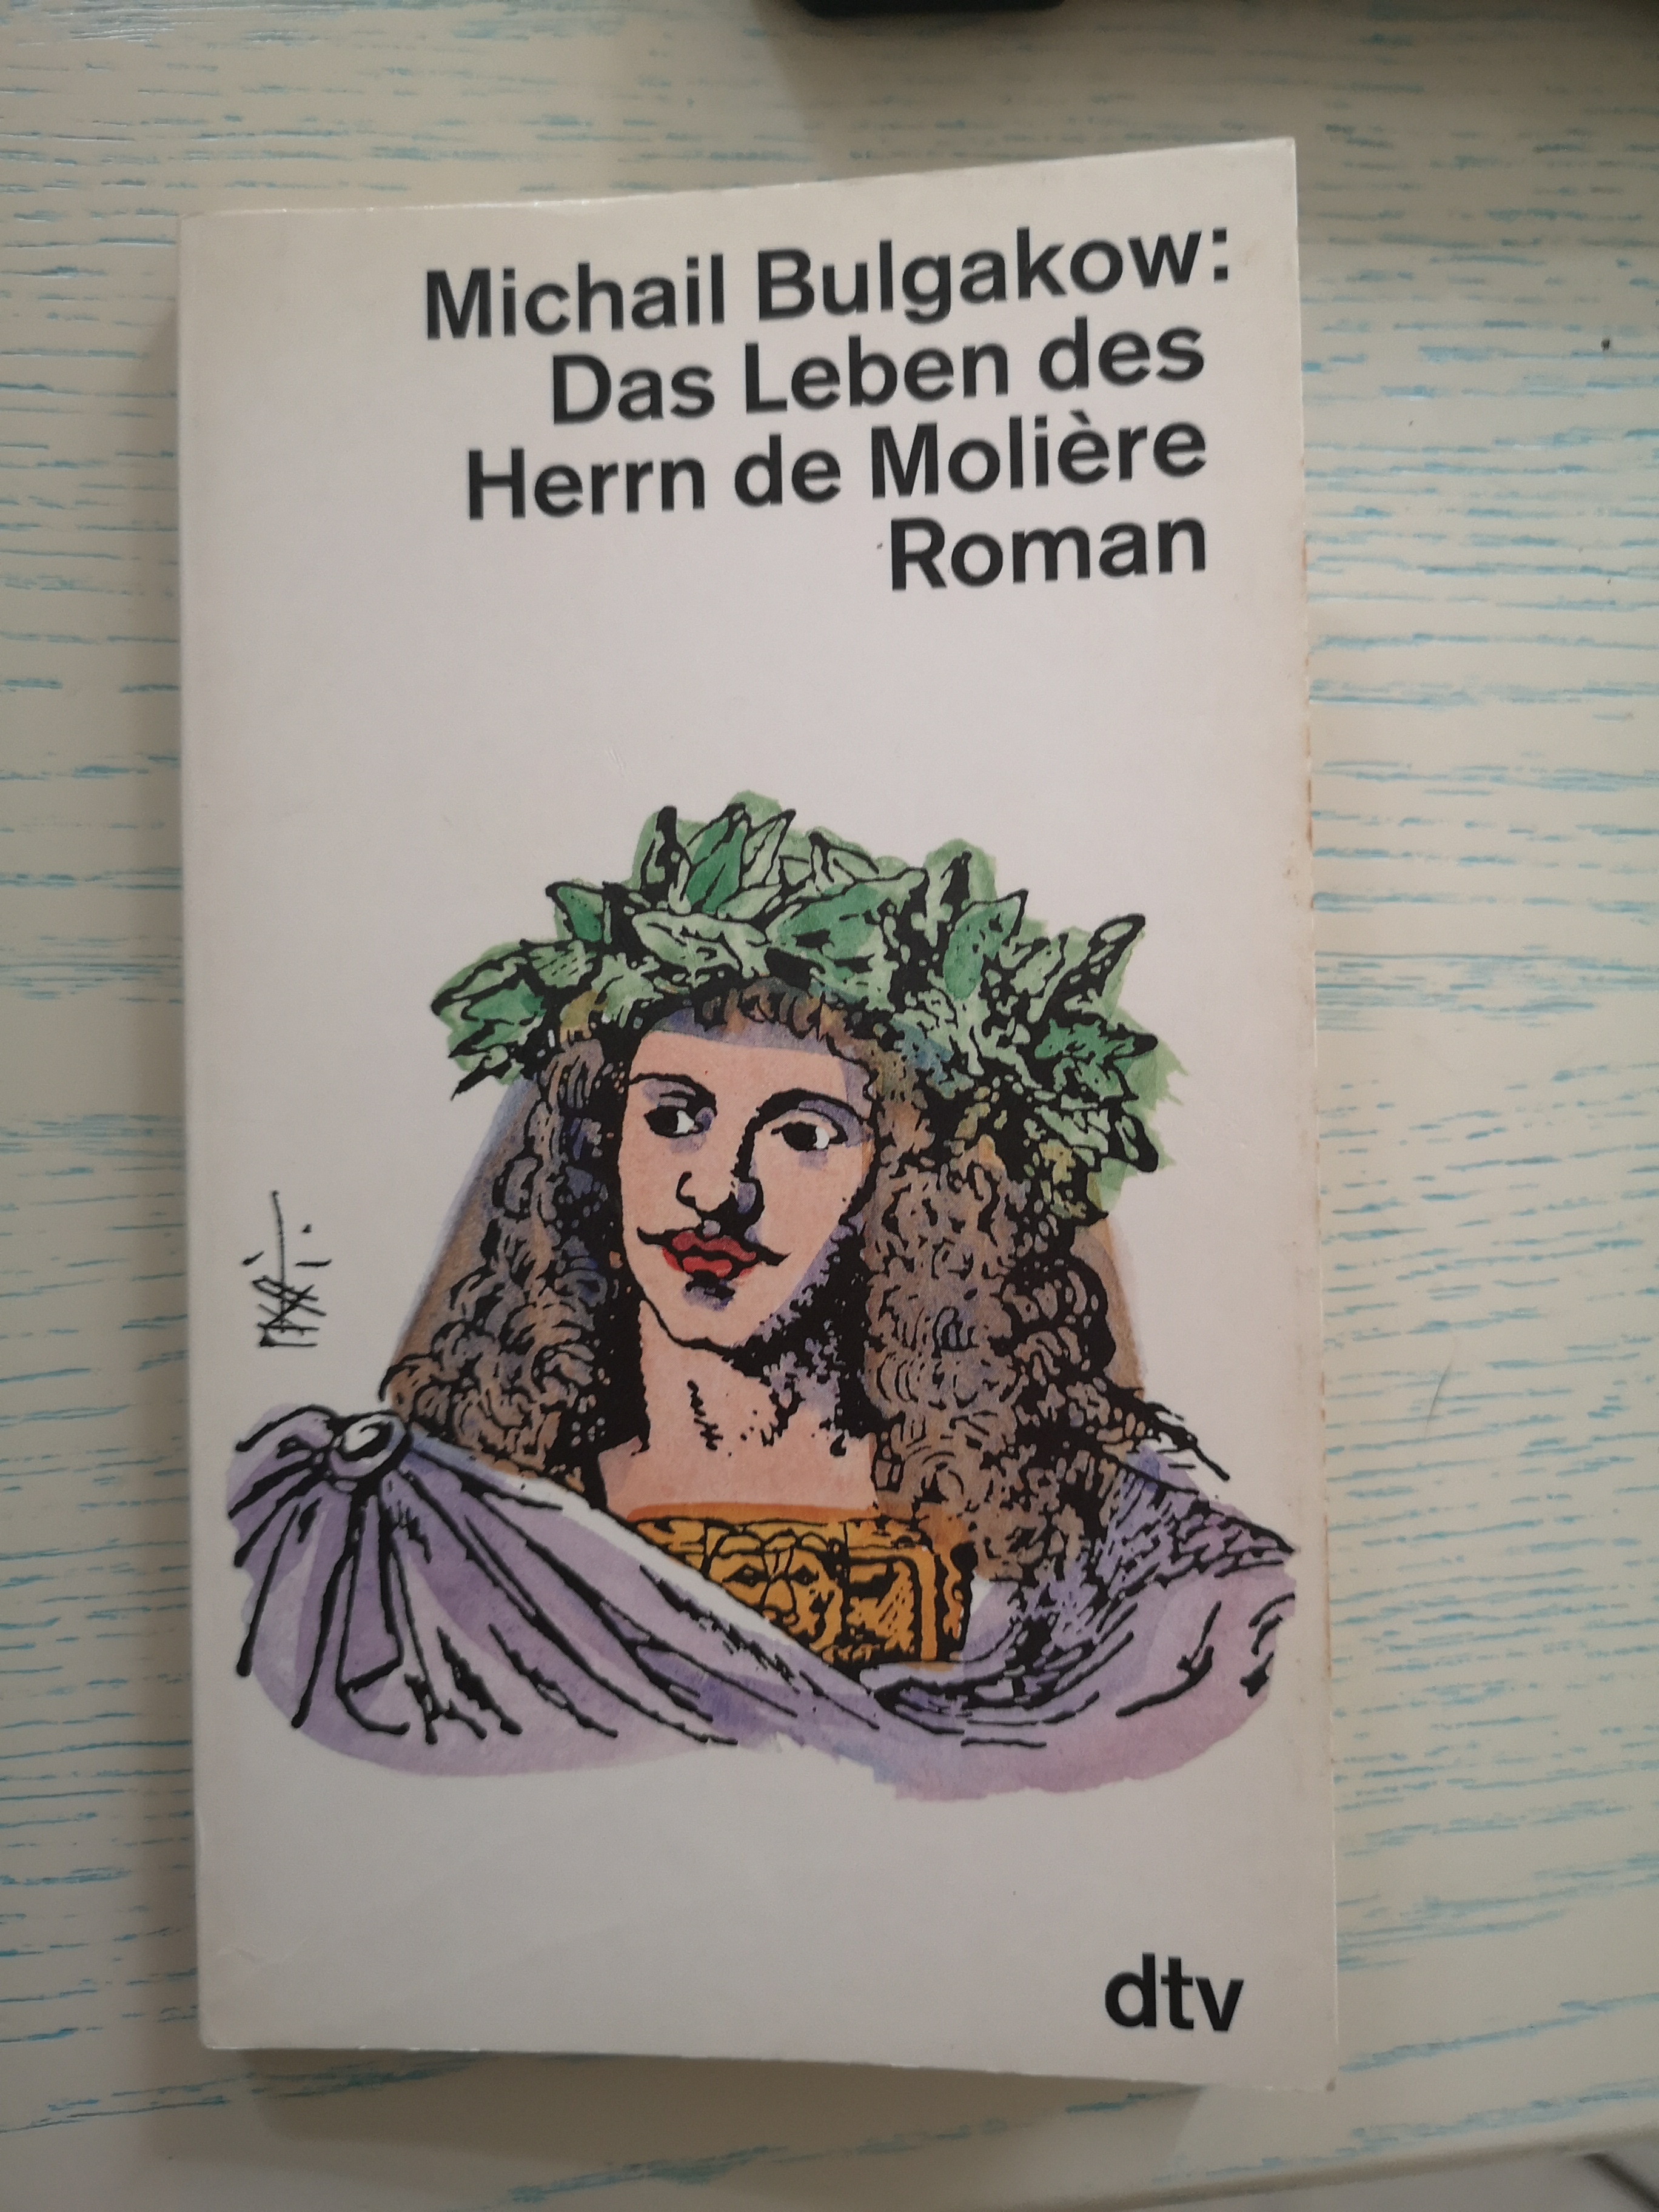 Michail Bulgakow:
Das Leben des
Herrn de Molière
Roman
dtv